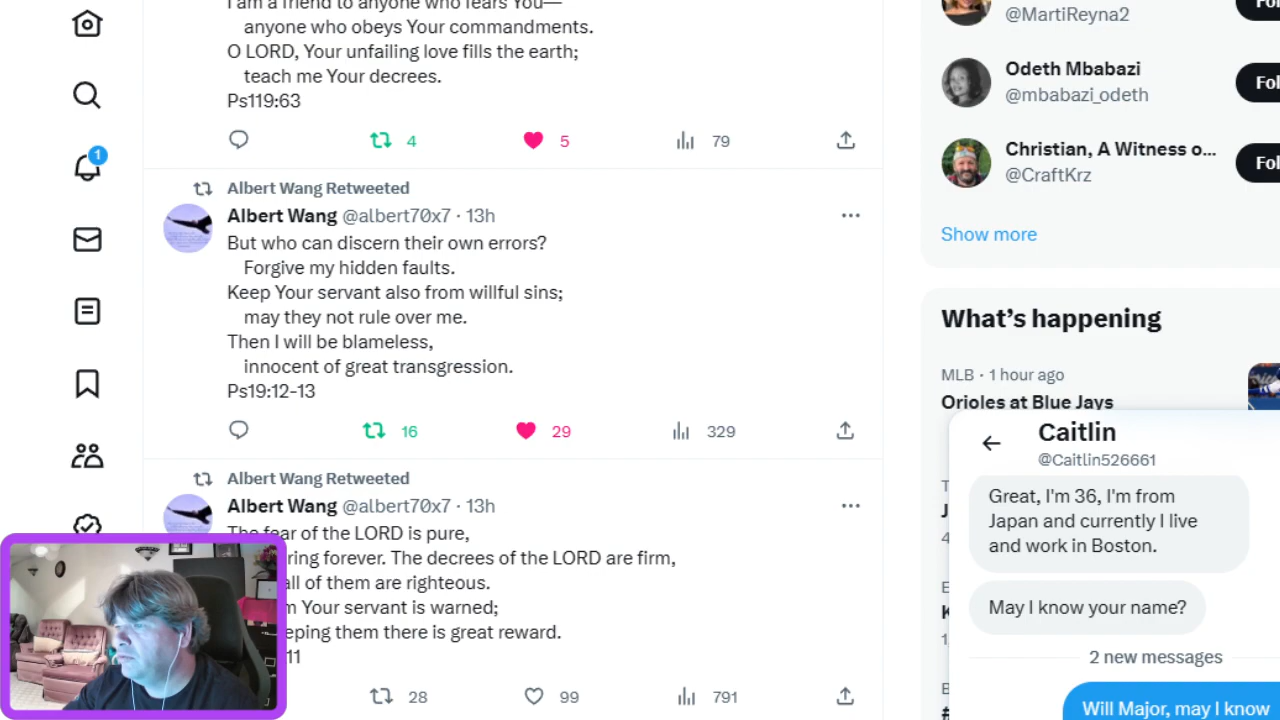 I am a friend to anyone who fears You—
anyone who obeys Your commandments.
O LORD, Your unfailing love fills the earth;
teach me Your decrees.
Ps119:63
4
5
79
Albert Wang Retweeted
Albert Wang @albert70x7 · 13h
But who can discern their own errors?
Forgive my hidden faults.
Keep Your servant also from willful sins;
may they not rule over me.
Then I will be blameless,
innocent of great transgression.
Ps19:12-13
16
29
329
Albert Wang Retweeted
Albert Wang @albert70x7 · 13h
The fear of the LORD is pure,
ring forever. The decrees of the LORD are firm,
all of them are righteous.
Your servant is warned;
eping them there is great reward.
11
28
99
791
1
@MartiReyna2
Odeth Mbabazi
@mbabazi_odeth
Fol
Christian, A Witness o...
@CraftKrz
Fol
Show more
What's happening
MLB · 1 hour ago
Orioles at Blue Jays
Caitlin
@Caitlin526661
Great, I'm 36, I'm from
Japan and currently I live
and work in Boston.
May I know your name?
2 new messages
Will Major, may I know